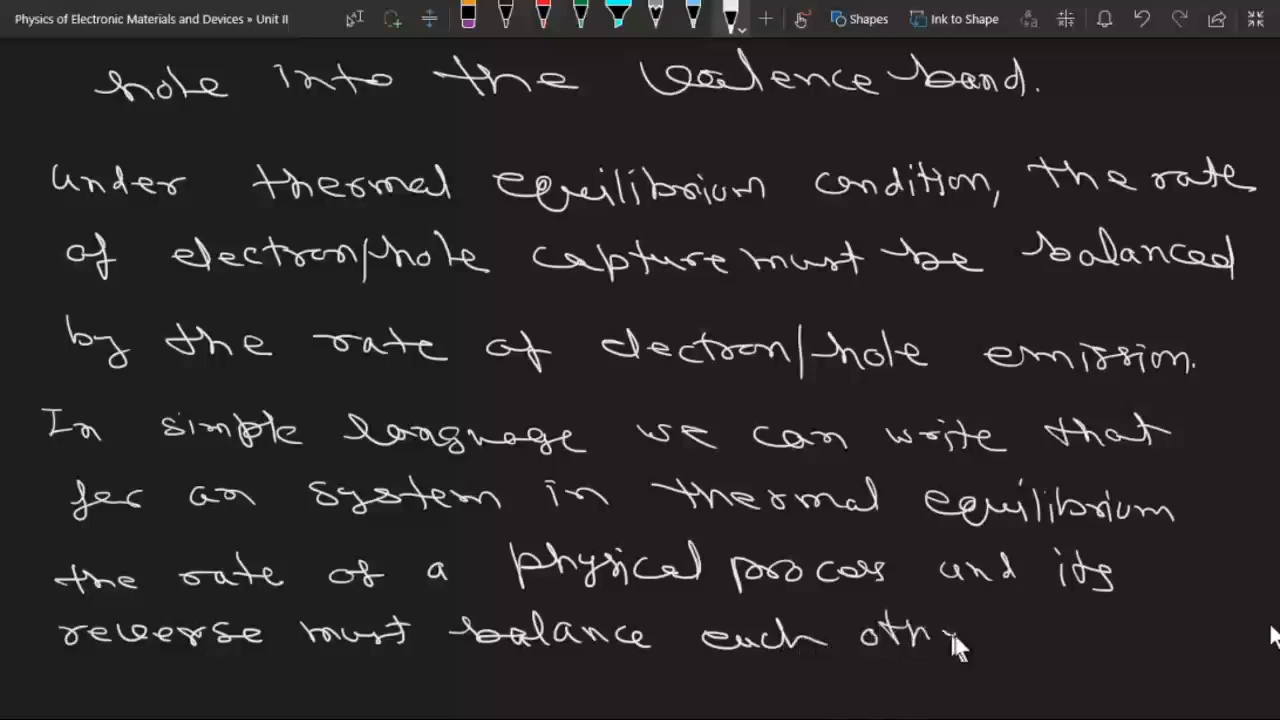 Physics of Electronic Materials and Devices » Unit II
Shapes
Ink to Shape
hole into the valence band.
under thermal equilibrium condition, the rate
of electron/hole capture must be balanced
by the rate of electron/hole emission.
In simple language we can write that
for an system in thermal equilibrium
the rate of a physical process and its
reverse must balance each oth